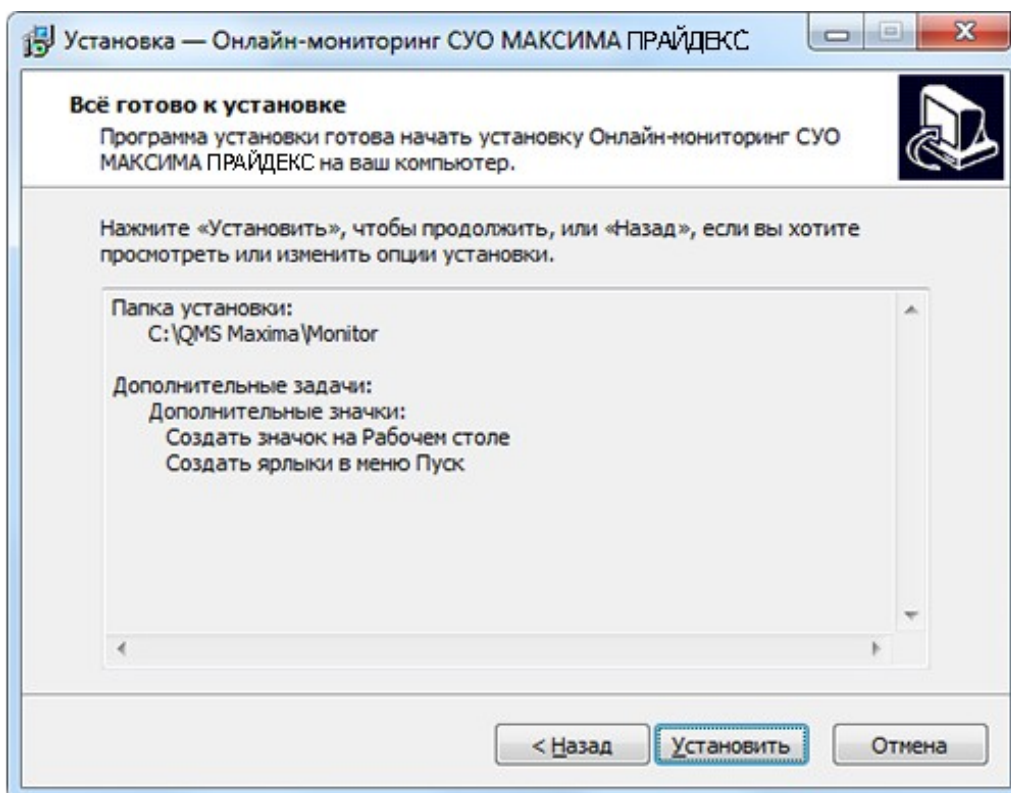 Установка — Онлайн-мониторинг СУО МАКСИМА ПРАЙДЕКС
Всё готово к установке
Программа установки готова начать установку Онлайн-мониторинг СУО
МАКСИМА ПРАЙДЕКС на ваш компьютер.
Нажмите «Установить», чтобы продолжить, или «Назад», если вы хотите
просмотреть или изменить опции установки.
Папка установки:
C:\QMS Maxima\Monitor
Дополнительные задачи:
Дополнительные значки:
Создать значок на Рабочем столе
Создать ярлыки в меню Пуск
< Назад Установить Отмена